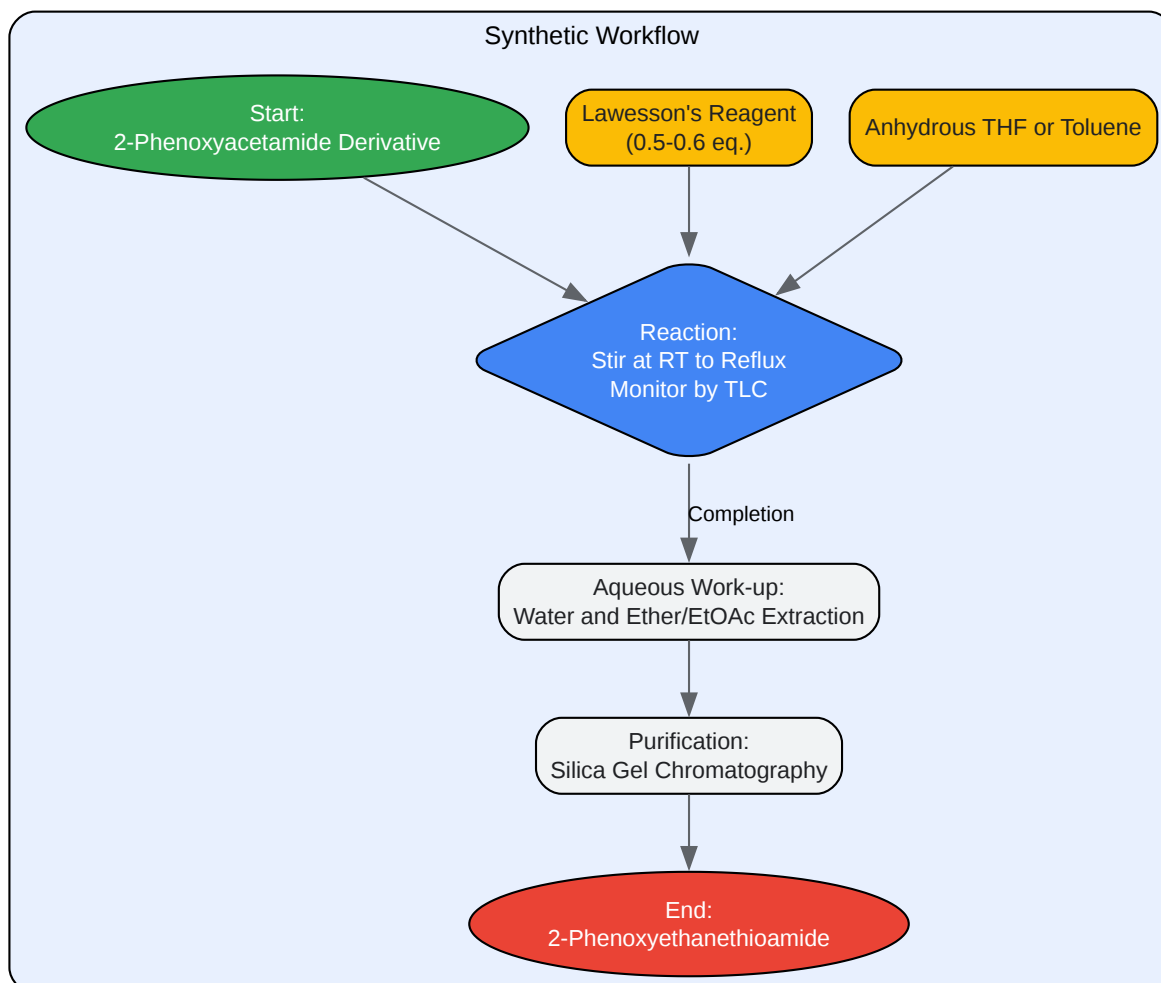 Synthetic Workflow
Start:
2-Phenoxyacetamide Derivative
Lawesson's Reagent
(0.5-0.6 eq.)
Anhydrous THF or Toluene
Reaction:
Stir at RT to Reflux
Monitor by TLC
Completion
Aqueous Work-up:
Water and Ether/EtOAc Extraction
Purification:
Silica Gel Chromatography
End:
2-Phenoxyethanethioamide